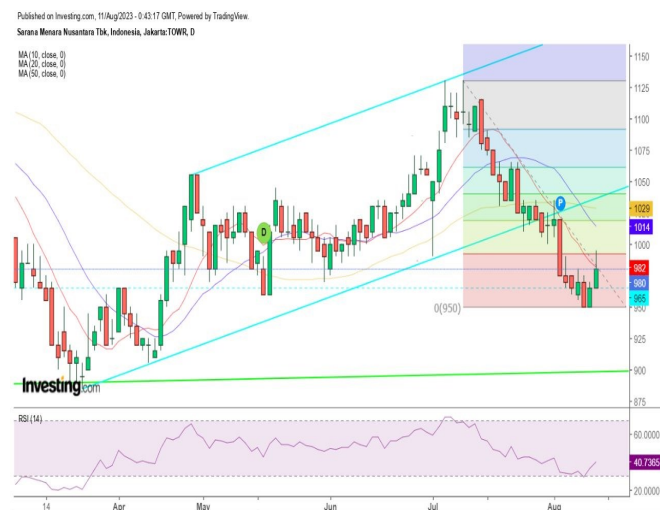 Published on Investing.com, 11/Aug/2023 - 0:43:17 GMT, Powered by TradingView.
Sarana Menara Nusantara Tbk, Indonesia, Jakarta:TOWR, D
MA (10, close, 0)
MA (20, close, 0)
MA (50, close, 0)
1150
1125
1100
1075
1050
1029
1014
1000
982
980
965
950
925
900
875
D
P
0(950)
Investing.com
RSI (14)
60.0000
40.7365
20.0000
14
Apr
May
Jun
Jul
Aug